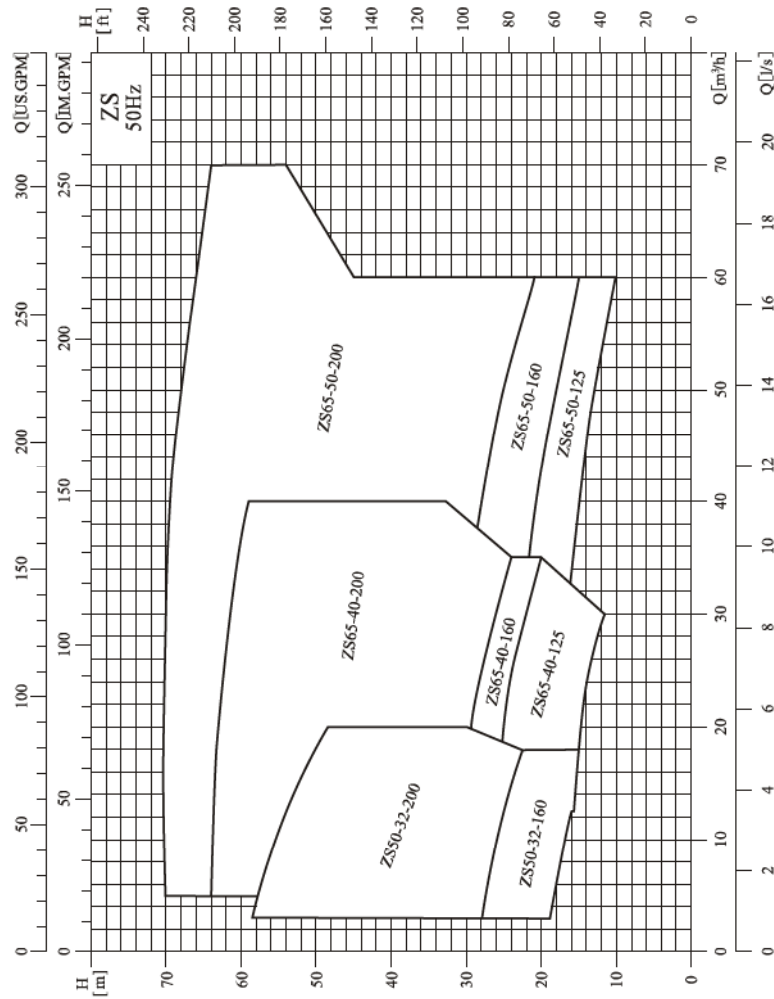 0 50 100 150 200 250 300 Q[US.GPM]
0 50 100 150 200 250 Q[IM.GPM]
H
[m]
H
[ft]
ZS
50Hz
240
70
220
200
60
180
50
160
140
40
120
30
100
80
20
60
40
10
20
0
0
ZS65-50-200
ZS65-40-200
ZS50-32-200
ZS65-50-160
ZS65-40-160
ZS65-50-125
ZS65-40-125
ZS50-32-160
0 10 20 30 40 50 60 70 Q[m³/h]
0 2 4 6 8 10 12 14 16 18 20 Q[l/s]